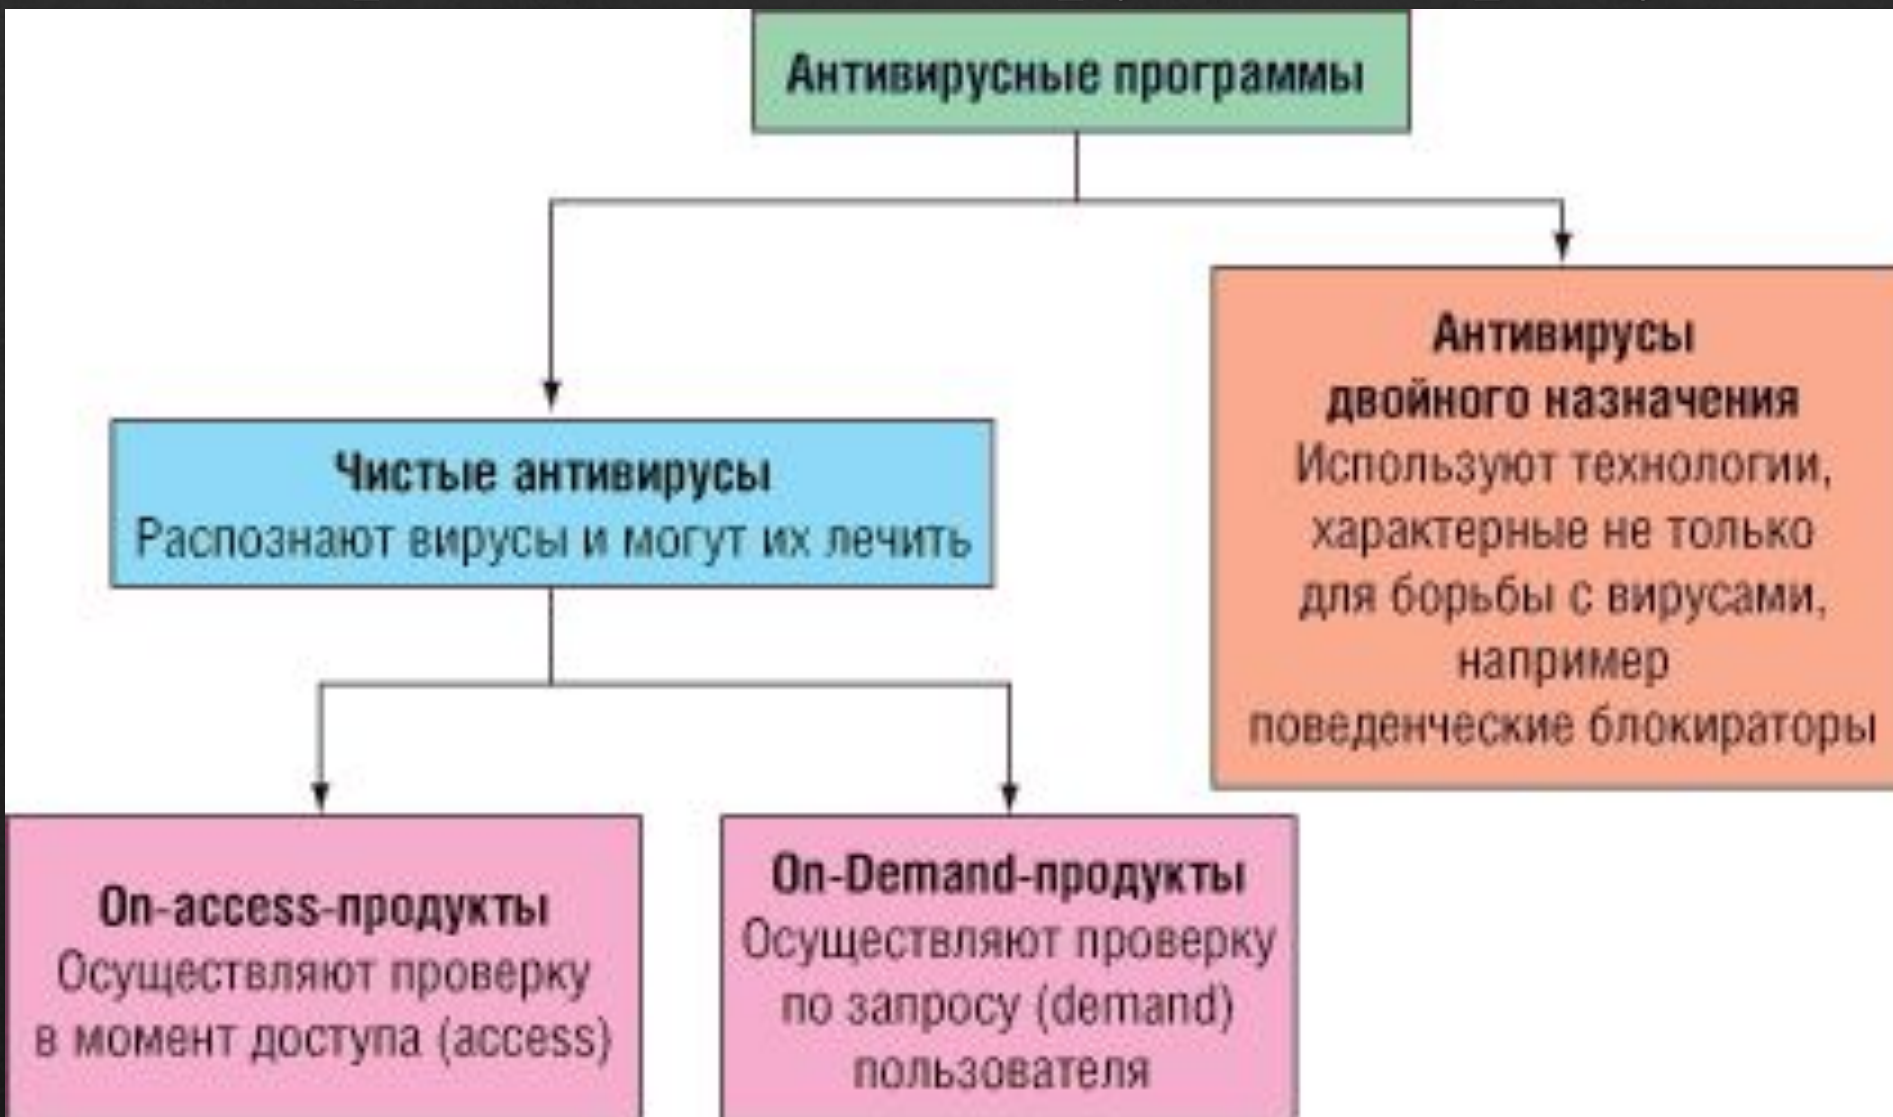 Антивирусные программы
Чистые антивирусы
Распознают вирусы и могут их лечить
Антивирусы
двойного назначения
Используют технологии,
характерные не только
для борьбы с вирусами,
например
поведенческие блокираторы
On-access-продукты
Осуществляют проверку
в момент доступа (access)
On-Demand-продукты
Осуществляют проверку
по запросу (demand)
пользователя